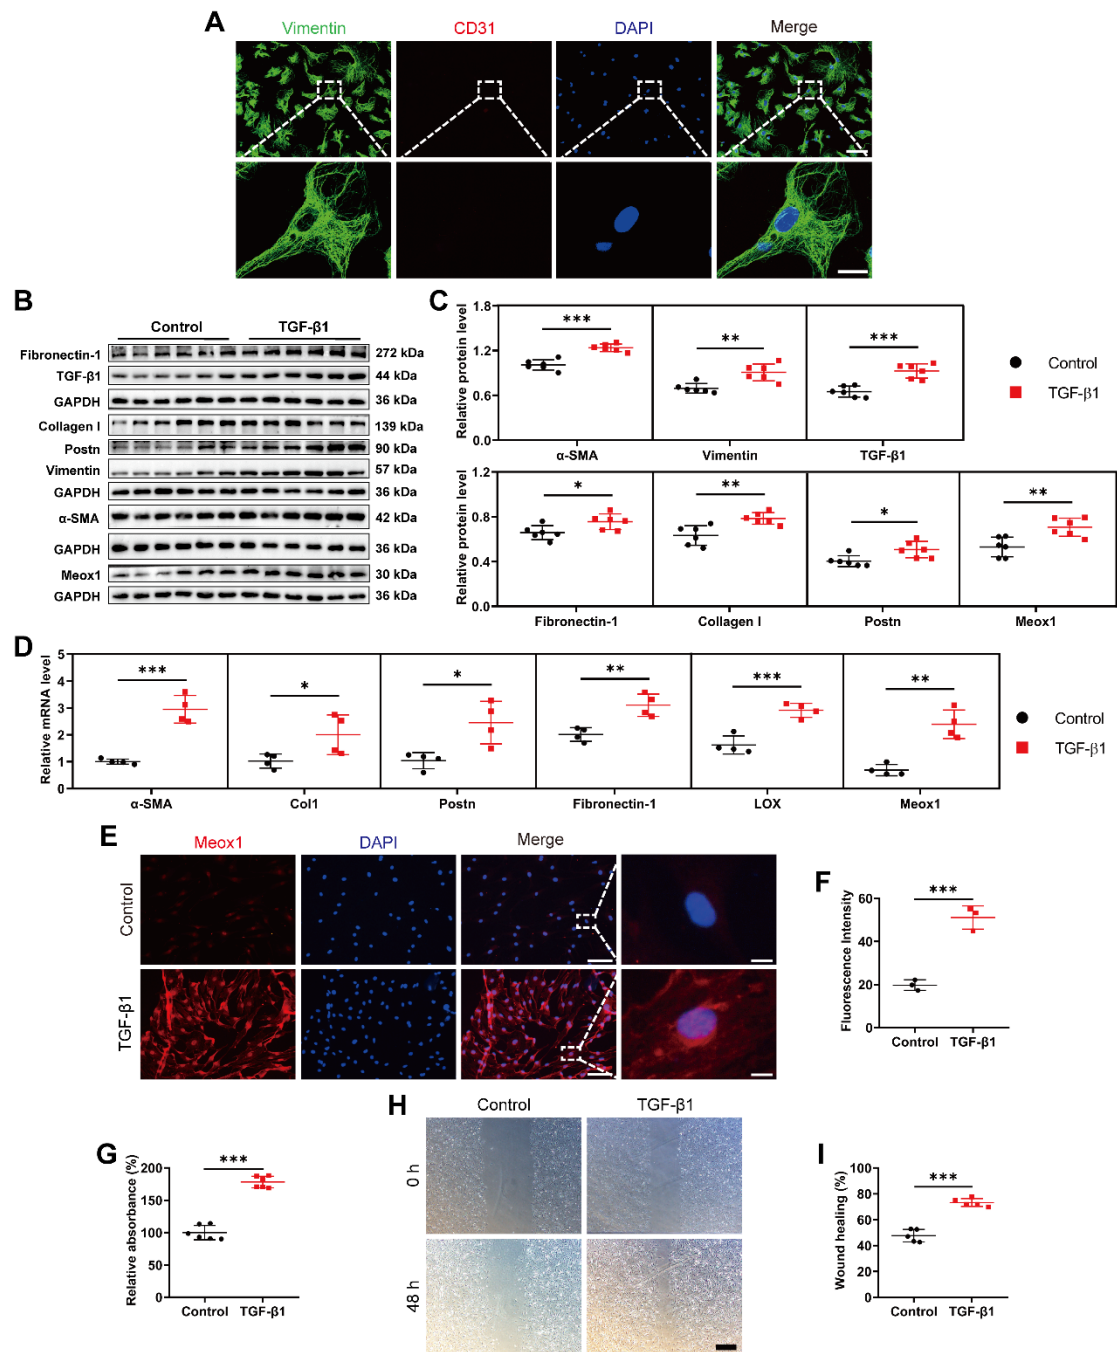 A
Vimentin CD31 DAPI Merge
B
Control TGF-β1
Fibronectin-1 272 kDa
TGF-β1 44 kDa
GAPDH 36 kDa
Collagen I 139 kDa
Postn 90 kDa
Vimentin 57 kDa
GAPDH 36 kDa
α-SMA 42 kDa
GAPDH 36 kDa
Meox1 30 kDa
GAPDH 36 kDa
C
Relative protein level
1.8
1.2
0.6
0.0
*** ** ***
α-SMA Vimentin TGF-β1
Control
TGF-β1
Relative protein level
1.2
0.8
0.4
0.0
* ** * **
Fibronectin-1 Collagen I Postn Meox1
D
Relative mRNA level
5
4
3
2
1
0
*** * * ** *** **
α-SMA Col1 Postn Fibronectin-1 LOX Meox1
Control
TGF-β1
E
Meox1 DAPI Merge
Control
TGF-β1
F
Fluorescence Intensity
60
40
20
0
***
Control TGF-β1
G
Relative absorbance (%)
200
150
100
50
0
***
Control TGF-β1
H
Control TGF-β1
0 h
48 h
I
Wound healing (%)
100
80
60
40
20
0
***
Control TGF-β1